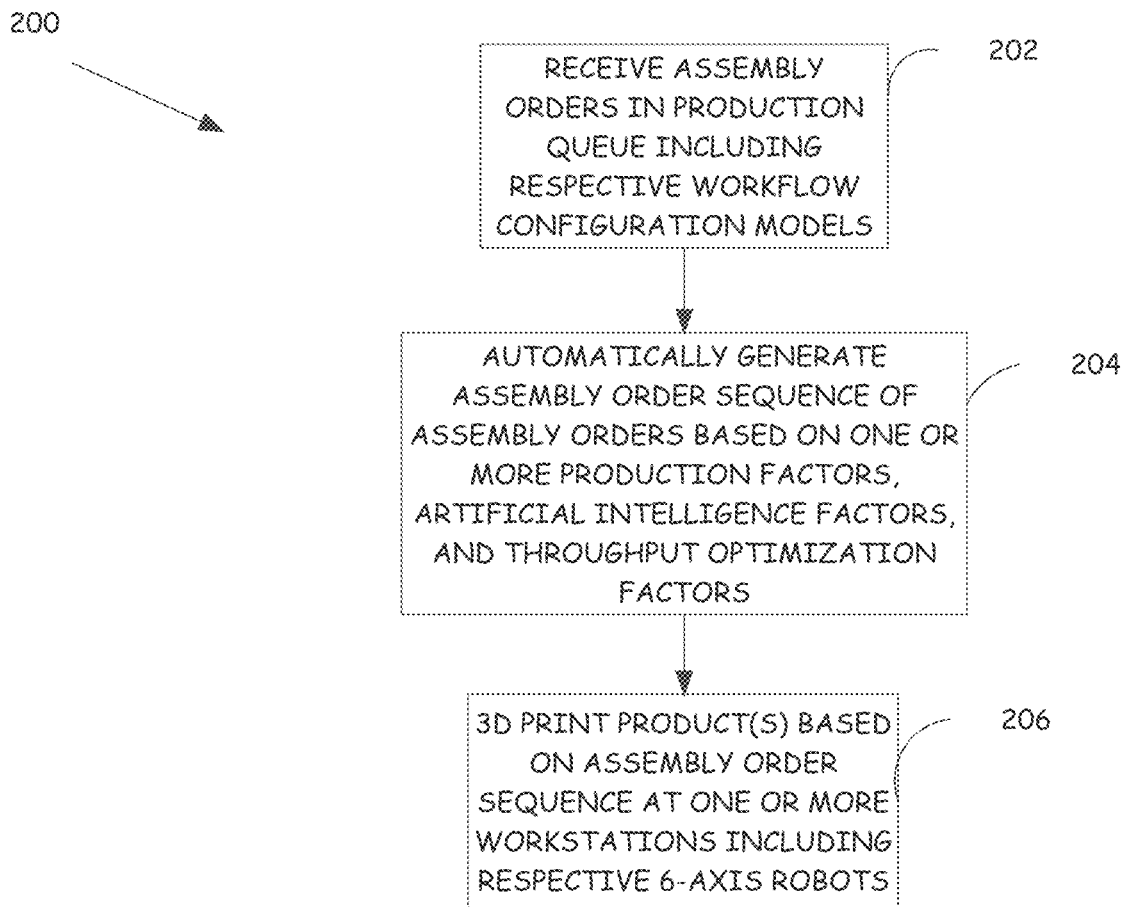 200
202
RECEIVE ASSEMBLY
ORDERS IN PRODUCTION
QUEUE INCLUDING
RESPECTIVE WORKFLOW
CONFIGURATION MODELS
204
AUTOMATICALLY GENERATE
ASSEMBLY ORDER SEQUENCE OF
ASSEMBLY ORDERS BASED ON ONE OR
MORE PRODUCTION FACTORS,
ARTIFICIAL INTELLIGENCE FACTORS,
AND THROUGHPUT OPTIMIZATION
FACTORS
206
3D PRINT PRODUCT(S) BASED
ON ASSEMBLY ORDER
SEQUENCE AT ONE OR MORE
WORKSTATIONS INCLUDING
RESPECTIVE 6-AXIS ROBOTS